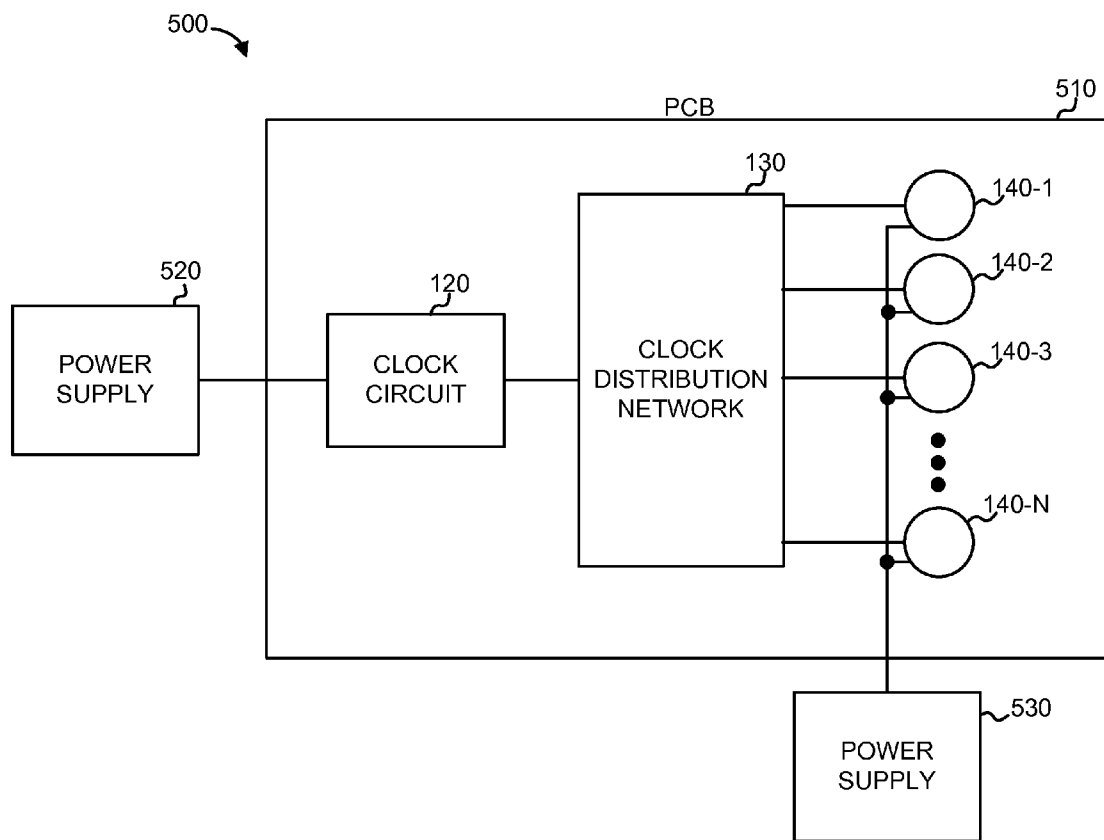 500
PCB
510
130
140-1
520
120
140-2
POWER
SUPPLY
CLOCK
CIRCUIT
CLOCK
DISTRIBUTION
NETWORK
140-3
140-N
530
POWER
SUPPLY